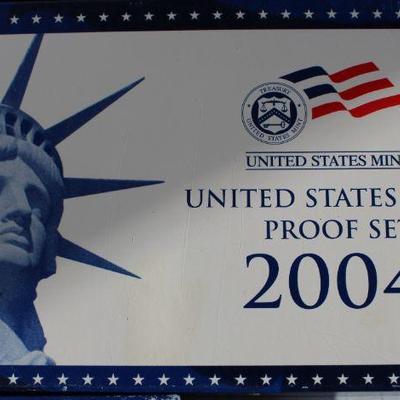 TREASURY
UNITED STATES MINT
UNITED STATES MIN
UNITED STATES
PROOF SE
2004